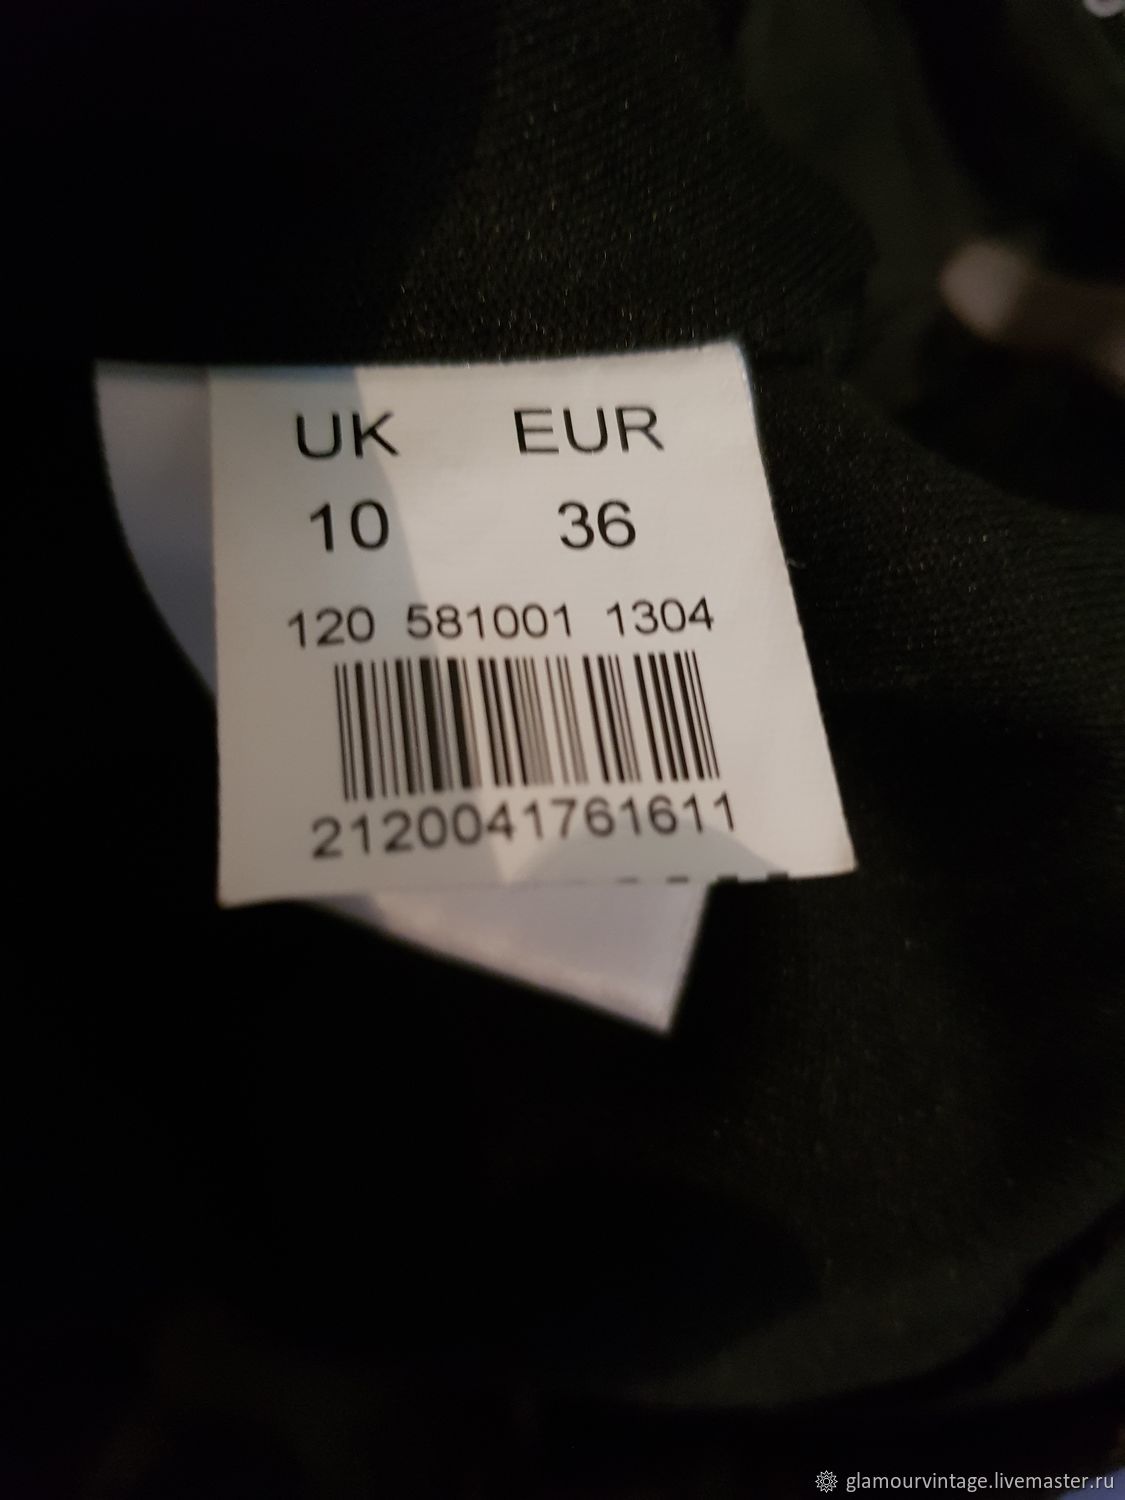 UK EUR
10 36
120 581001 1304
2120041761611
glamourvintage.livemaster.ru